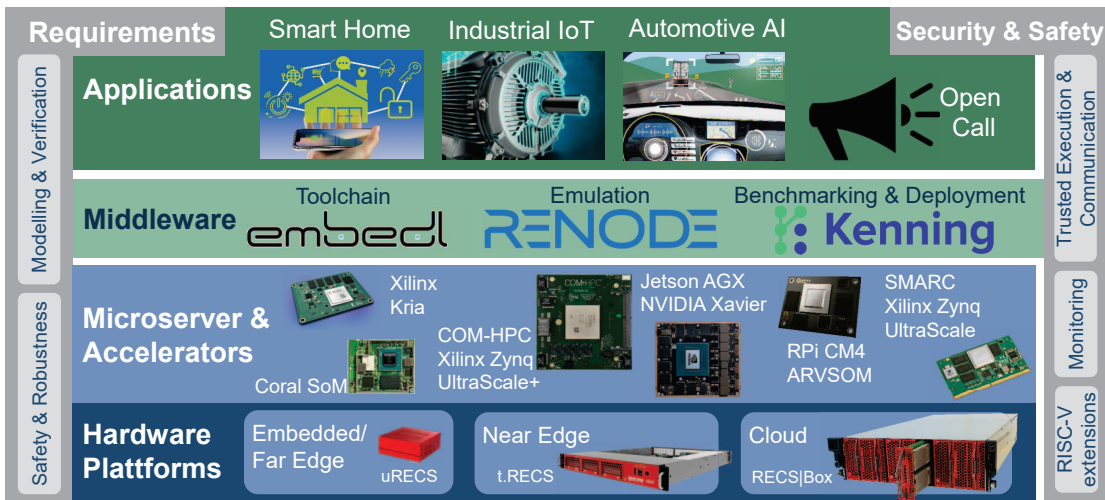 Requirements
Security & Safety
Smart Home
Industrial IoT
Automotive AI
Applications
Open
Call
Modelling & Verification
Safety & Robustness
Trusted Execution &
Communication
Monitoring
RISC-V
extensions
Middleware
Toolchain
embedl
Emulation
RENODE
Benchmarking & Deployment
Kenning
Microserver &
Accelerators
Xilinx
Kria
Coral SoM
COM-HPC
Xilinx Zynq
UltraScale+
COM•HPC
Jetson AGX
NVIDIA Xavier
RPi CM4
ARVSOM
SMARC
Xilinx Zynq
UltraScale
Hardware
Plattforms
Embedded/
Far Edge
uRECS
Near Edge
t.RECS
Cloud
RECS|Box